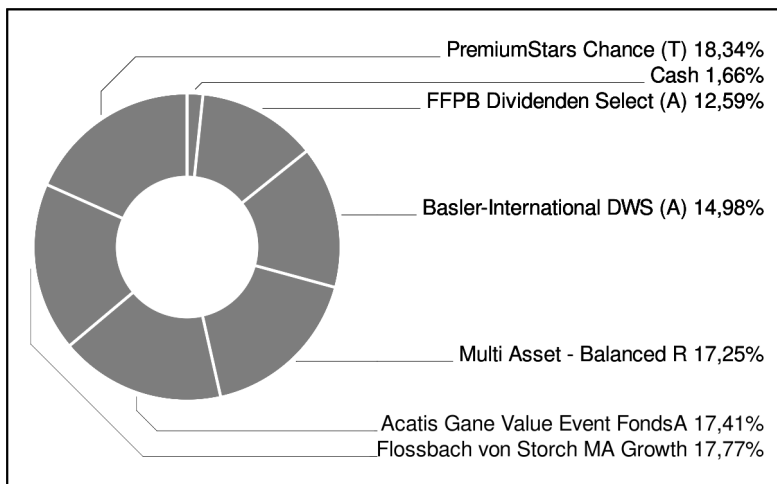 PremiumStars Chance (T) 18,34%
Cash 1,66%
FFPB Dividenden Select (A) 12,59%
Basler-International DWS (A) 14,98%
Multi Asset - Balanced R 17,25%
Acatis Gane Value Event FondsA 17,41%
Flossbach von Storch MA Growth 17,77%